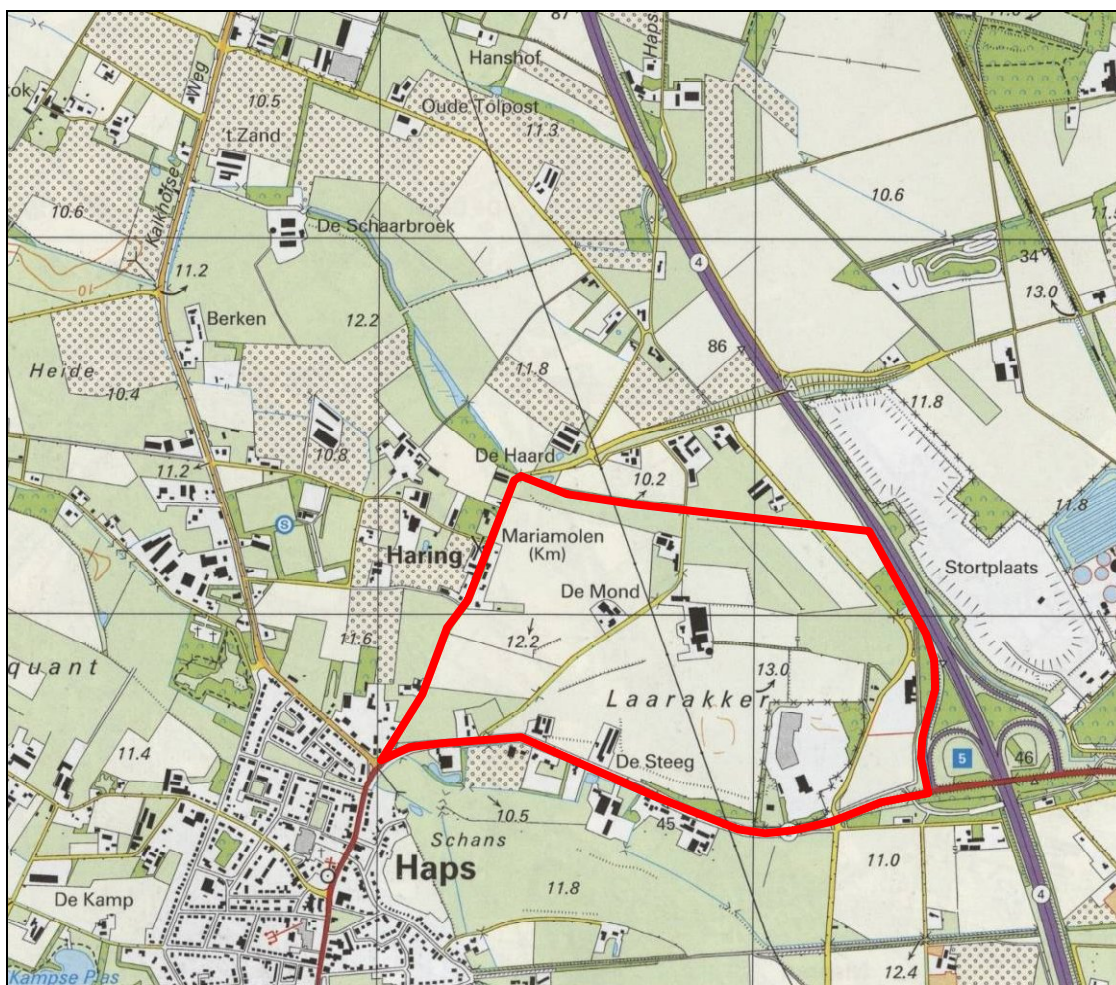 87
11.0
Hanshof
Haps
Weg
10.5
Oude Tolpost
11.3
tok
't Zand
10.6
Kalkhofse
10.6
De Schaarbroek
34
10
11.2
4
13.0
12.2
Berken
86
Heide
10.4
11.8
11.8
10.8
De Haard
11.2
10.2
11.8
S
Mariamolen
(Km)
Haring
Stortplaats
De Mond
11.6
12.2
quant
13.0
Laarakker
11.4
De Steeg
5
46
10.5
45
Schans
Haps
11.0
11.8
De Kamp
4
12.4
Kampse Plas